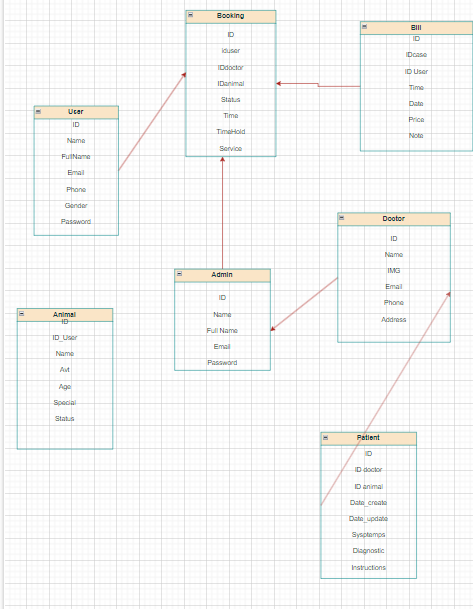 Booking
ID
iduser
IDdoctor
IDanimal
Status
Time
TimeHold
Service
Bill
ID
IDcase
ID User
Time
Date
Price
Note
User
ID
Name
FullName
Email
Phone
Gender
Password
Doctor
ID
Name
IMG
Email
Phone
Address
Admin
ID
Name
Full Name
Email
Password
Animal
ID
ID_User
Name
Avt
Age
Special
Status
Patient
ID
ID doctor
ID animal
Date_create
Date_update
Sysptemps
Diagnostic
Instructions